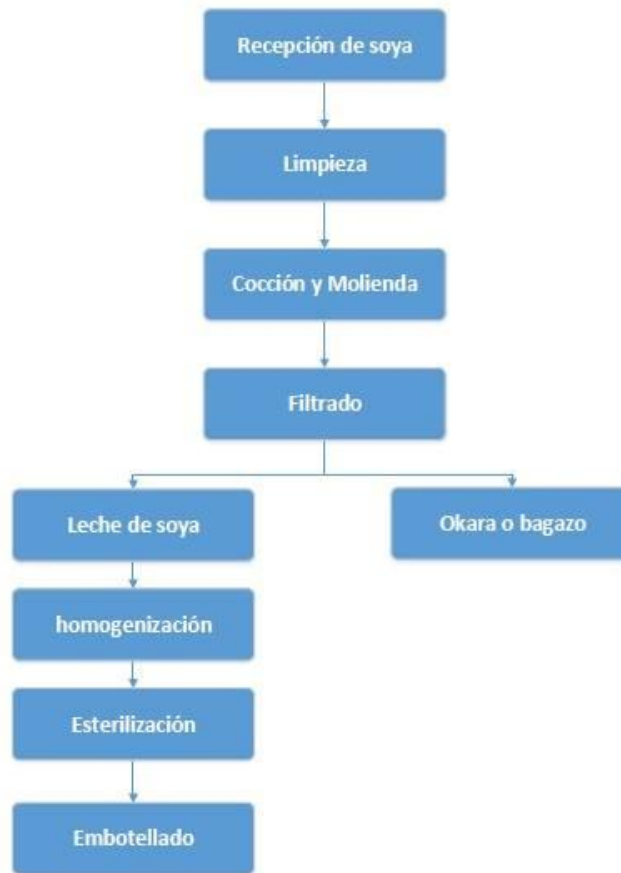 Recepción de soya
Limpieza
Cocción y Molienda
Filtrado
Leche de soya
Okara o bagazo
homogenización
Esterilización
Embotellado